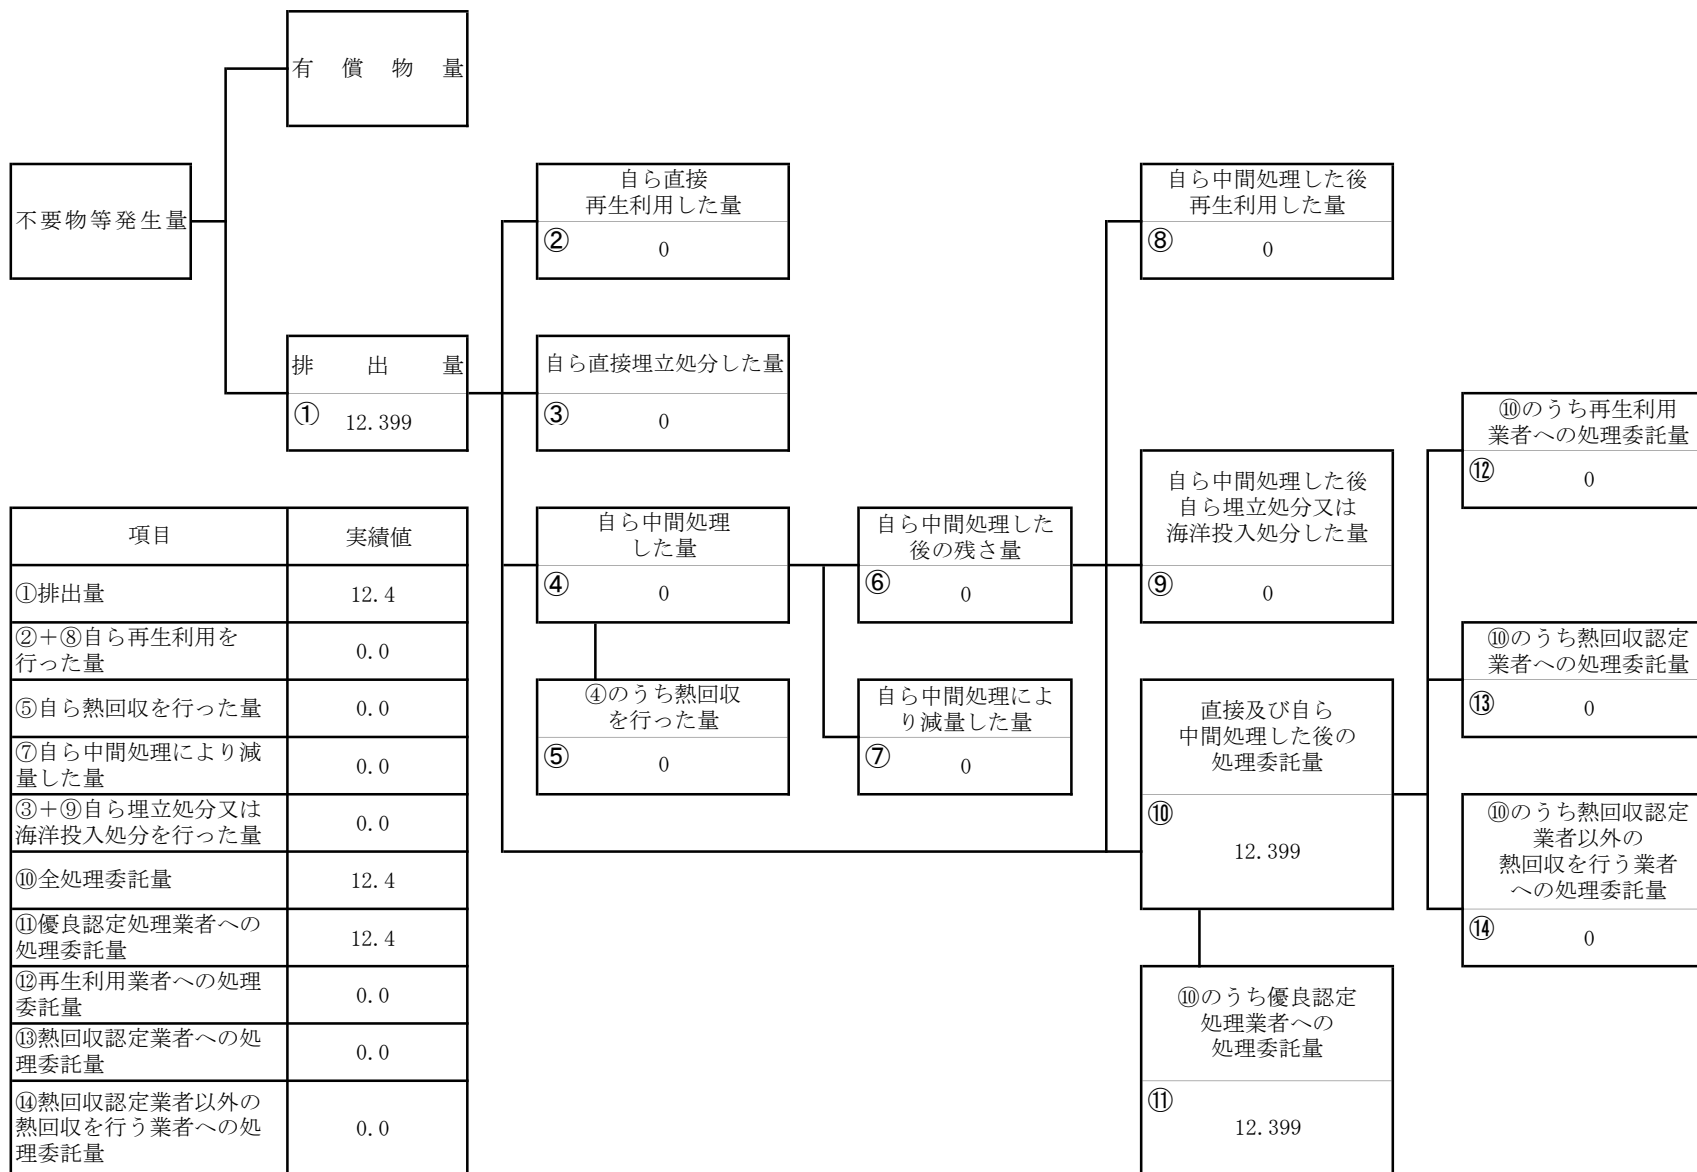 有償物量
不要物等発生量
排出量
① 12.399
自ら直接
再生利用した量
② 0
自ら直接埋立処分した量
③ 0
自ら中間処理
した量
④ 0
④のうち熱回収
を行った量
⑤ 0
自ら中間処理した
後の残さ量
⑥ 0
自ら中間処理によ
り減量した量
⑦ 0
自ら中間処理した後
再生利用した量
⑧ 0
自ら中間処理した後
自ら埋立処分又は
海洋投入処分した量
⑨ 0
直接及び自ら
中間処理した後の
処理委託量
⑩
12.399
⑩のうち優良認定
処理業者への
処理委託量
⑪
12.399
⑩のうち再生利用
業者への処理委託量
⑫ 0
⑩のうち熱回収認定
業者への処理委託量
⑬ 0
⑩のうち熱回収認定
業者以外の
熱回収を行う業者
への処理委託量
⑭ 0
項目 実績値
①排出量 12.4
②+⑧自ら再生利用を
行った量 0.0
⑤自ら熱回収を行った量 0.0
⑦自ら中間処理により減
量した量 0.0
③+⑨自ら埋立処分又は
海洋投入処分を行った量 0.0
⑩全処理委託量 12.4
⑪優良認定処理業者への
処理委託量 12.4
⑫再生利用業者への処理
委託量 0.0
⑬熱回収認定業者への処
理委託量 0.0
⑭熱回収認定業者以外の
熱回収を行う業者への処
理委託量 0.0